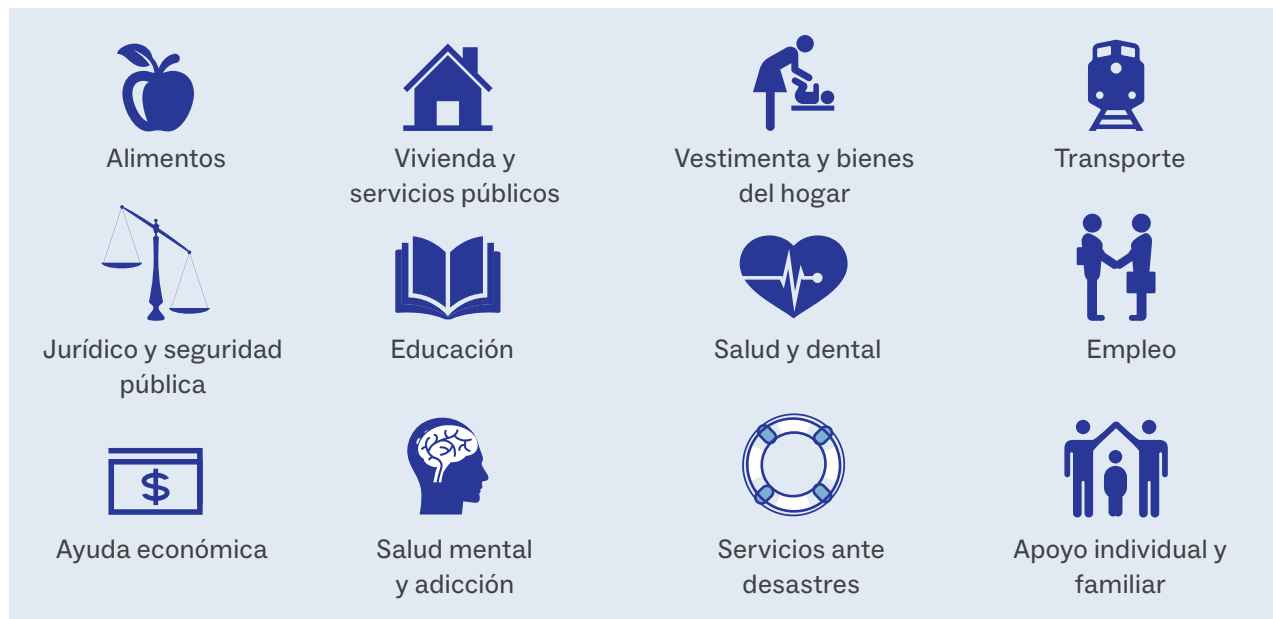 Alimentos
Vivienda y
servicios públicos
Vestimenta y bienes
del hogar
Transporte
Jurídico y seguridad
pública
Educación
Salud y dental
Empleo
$
Ayuda económica
Salud mental
y adicción
Servicios ante
desastres
Apoyo individual y
familiar